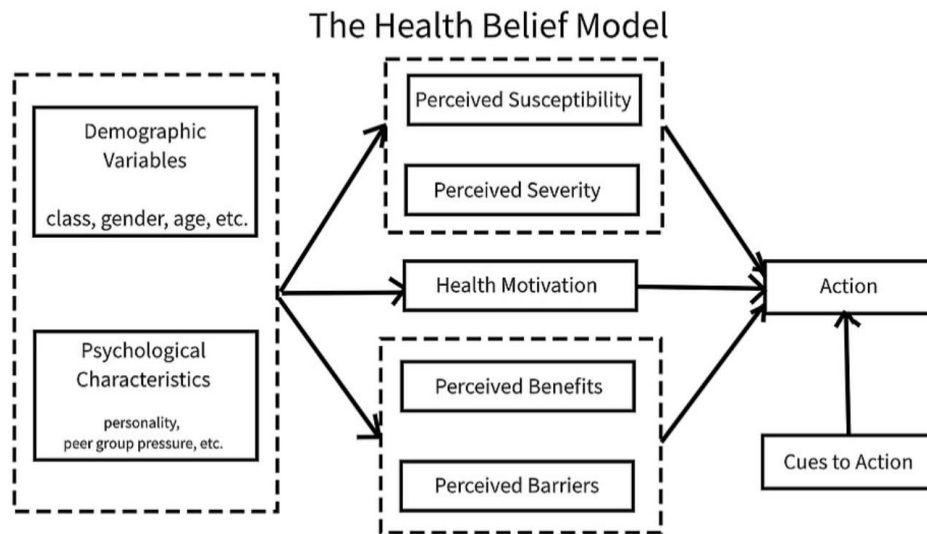 The Health Belief Model
Demographic
Variables
class, gender, age, etc.
Psychological
Characteristics
personality,
peer group pressure, etc.
Perceived Susceptibility
Perceived Severity
Health Motivation
Perceived Benefits
Perceived Barriers
Action
Cues to Action